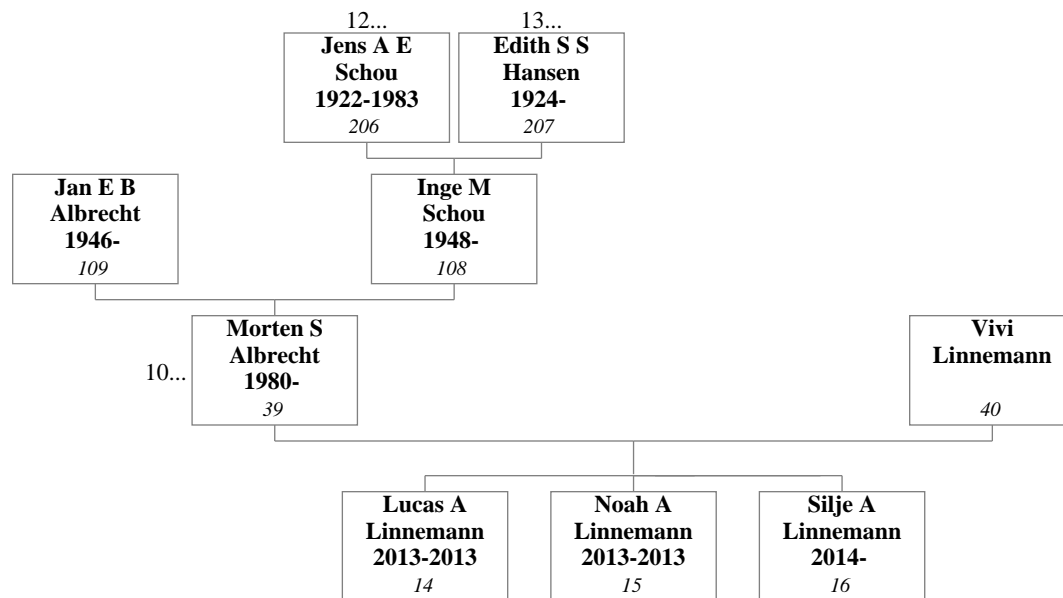 12...
13...
Jens A E
Schou
1922-1983
206
Edith S S
Hansen
1924-
207
Jan E B
Albrecht
1946-
109
Inge M
Schou
1948-
108
10...
Morten S
Albrecht
1980-
39
Vivi
Linnemann
40
Lucas A
Linnemann
2013-2013
14
Noah A
Linnemann
2013-2013
15
Silje A
Linnemann
2014-
16